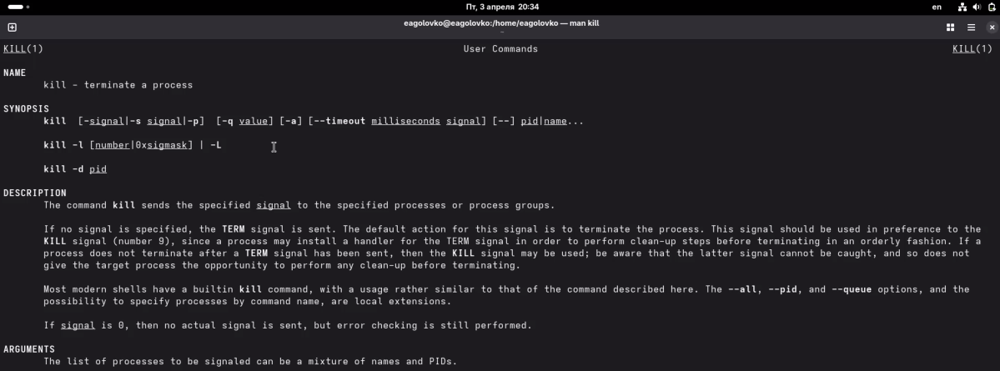 Пт, 3 апреля 20:34
en
eagolovko@eagolovko:/home/eagolovko — man kill
KILL(1) User Commands KILL(1)
NAME
kill - terminate a process
SYNOPSIS
kill [-signal|-s signal|-p] [-q value] [-a] [--timeout milliseconds signal] [--] pid|name...
kill -l [number|0xsigmask] | -L
kill -d pid
DESCRIPTION
The command kill sends the specified signal to the specified processes or process groups.
If no signal is specified, the TERM signal is sent. The default action for this signal is to terminate the process. This signal should be used in preference to the
KILL signal (number 9), since a process may install a handler for the TERM signal in order to perform clean-up steps before terminating in an orderly fashion. If a
process does not terminate after a TERM signal has been sent, then the KILL signal may be used; be aware that the latter signal cannot be caught, and so does not
give the target process the opportunity to perform any clean-up before terminating.
Most modern shells have a builtin kill command, with a usage rather similar to that of the command described here. The --all, --pid, and --queue options, and the
possibility to specify processes by command name, are local extensions.
If signal is 0, then no actual signal is sent, but error checking is still performed.
ARGUMENTS
The list of processes to be signaled can be a mixture of names and PIDs.